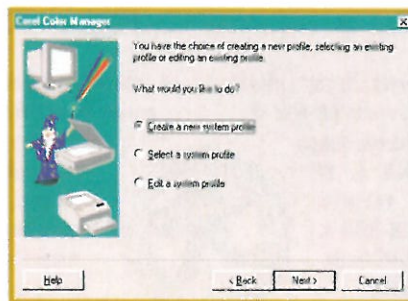 Corel Color Manager
You have the choice of creating a new profile, selecting an existing
profile or editing an existing profile.
What would you like to do?
Create a new system profile
Select a system profile
Edit a system profile
Help
< Back
Next >
Cancel